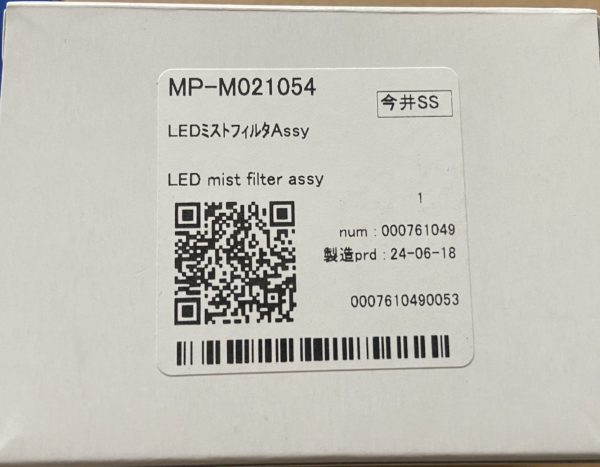 MP-M021054
今井SS
LEDミストフィルタAssy
LED mist filter assy
1
num : 000761049
製造prd : 24-06-18
0007610490053